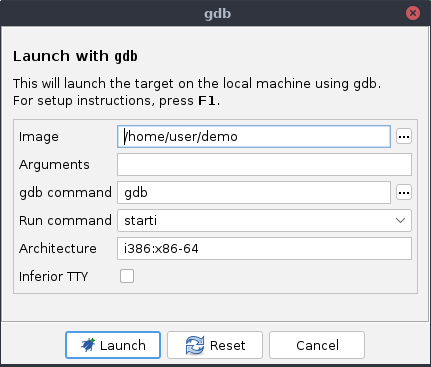 gdb
Launch with gdb
This will launch the target on the local machine using gdb.
For setup instructions, press F1.
Image /home/user/demo ...
Arguments
gdb command gdb ...
Run command starti
Architecture i386:x86-64
Inferior TTY
Launch Reset Cancel